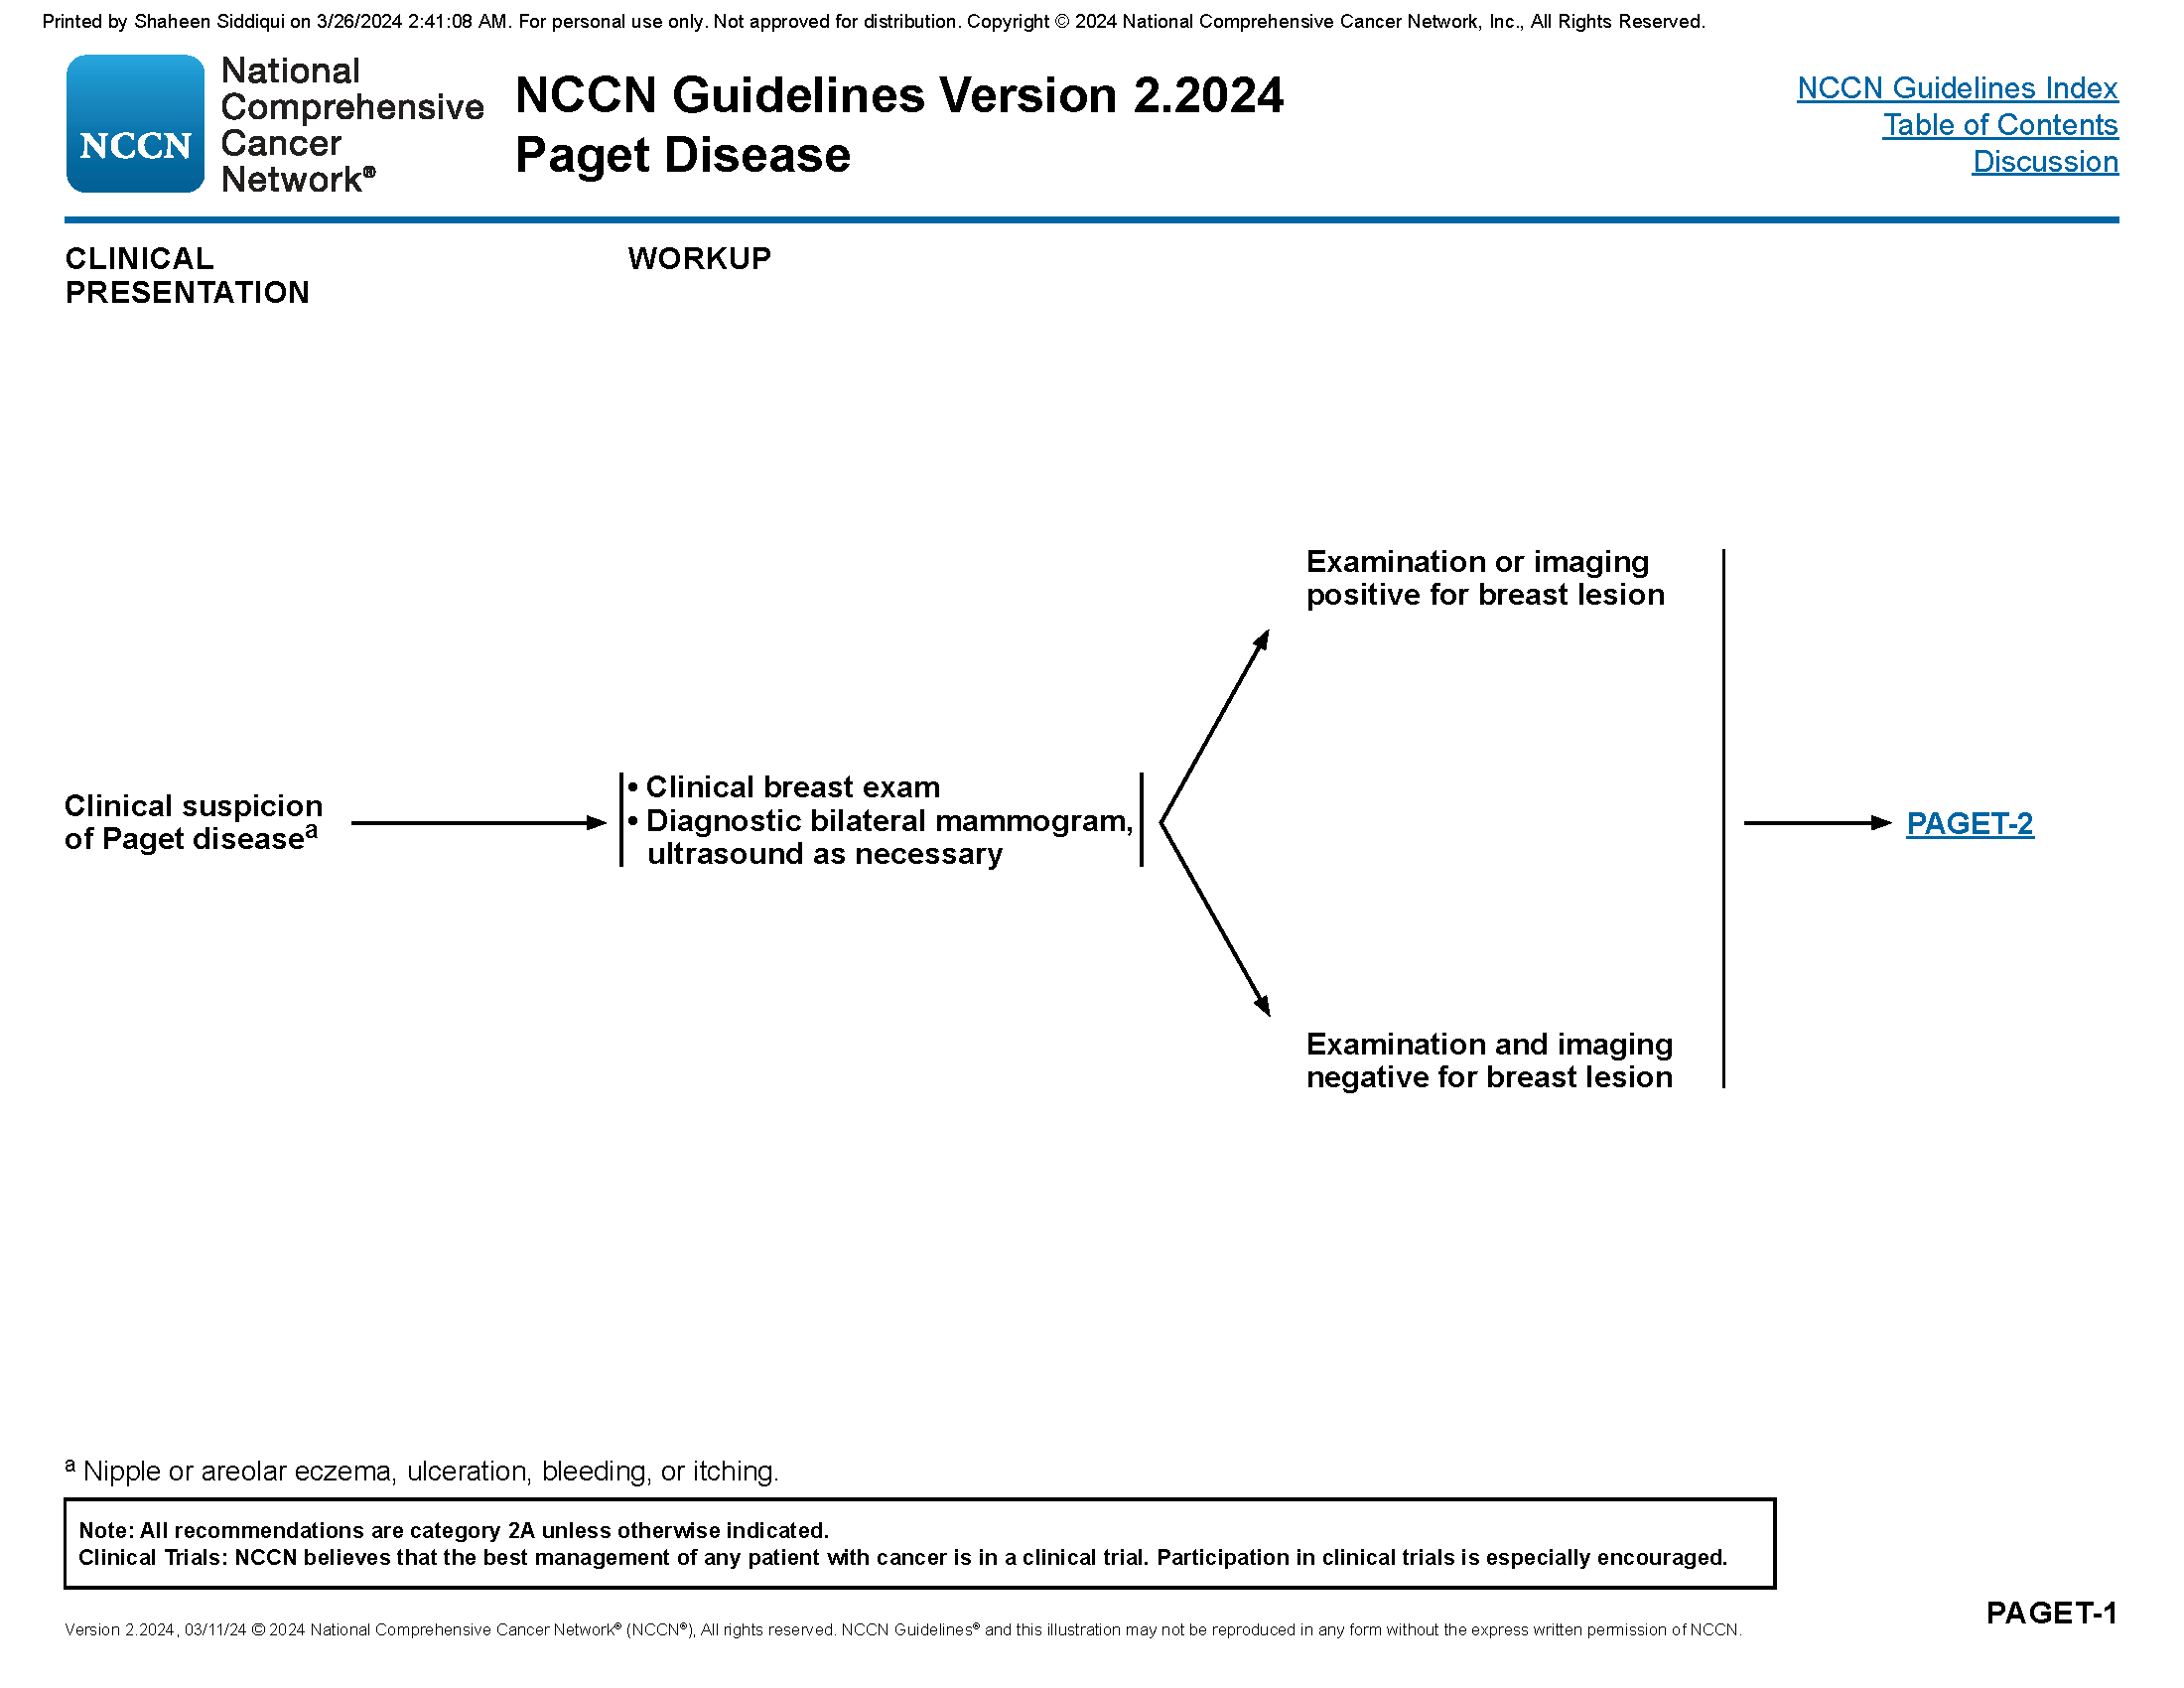 Printed by Shaheen Siddiqui on 3/26/2024 2:41:08 AM. For personal use only. Not approved for distribution. Copyright © 2024 National Comprehensive Cancer Network, Inc., All Rights Reserved.
NCCN
National
Comprehensive
Cancer
Network®
NCCN Guidelines Version 2.2024
Paget Disease
NCCN Guidelines Index
Table of Contents
Discussion
CLINICAL
PRESENTATION
WORKUP
Clinical suspicion
of Paget diseaseª
• Clinical breast exam
• Diagnostic bilateral mammogram,
ultrasound as necessary
Examination or imaging
positive for breast lesion
Examination and imaging
negative for breast lesion
PAGET-2
ª Nipple or areolar eczema, ulceration, bleeding, or itching.
Note: All recommendations are category 2A unless otherwise indicated.
Clinical Trials: NCCN believes that the best management of any patient with cancer is in a clinical trial. Participation in clinical trials is especially encouraged.
PAGET-1
Version 2.2024, 03/11/24 © 2024 National Comprehensive Cancer Network® (NCCN®), All rights reserved. NCCN Guidelines® and this illustration may not be reproduced in any form without the express written permission of NCCN.